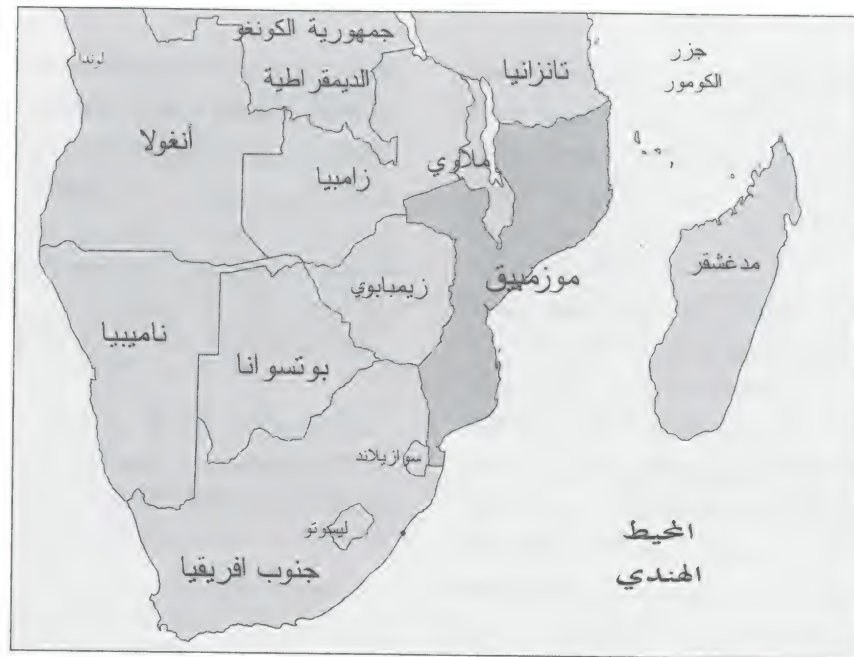 جمهورية الكونغو
الديمقراطية
تانزانيا
جزر
الكومور
لوندا
أنغولا
زامبيا
ملاوي
مدغشقر
موزمبيق
زيمبابوي
ناميبيا
بوتسوانا
سوازيلاند
ليسوتو
جنوب افريقيا
المحيط
الهندي